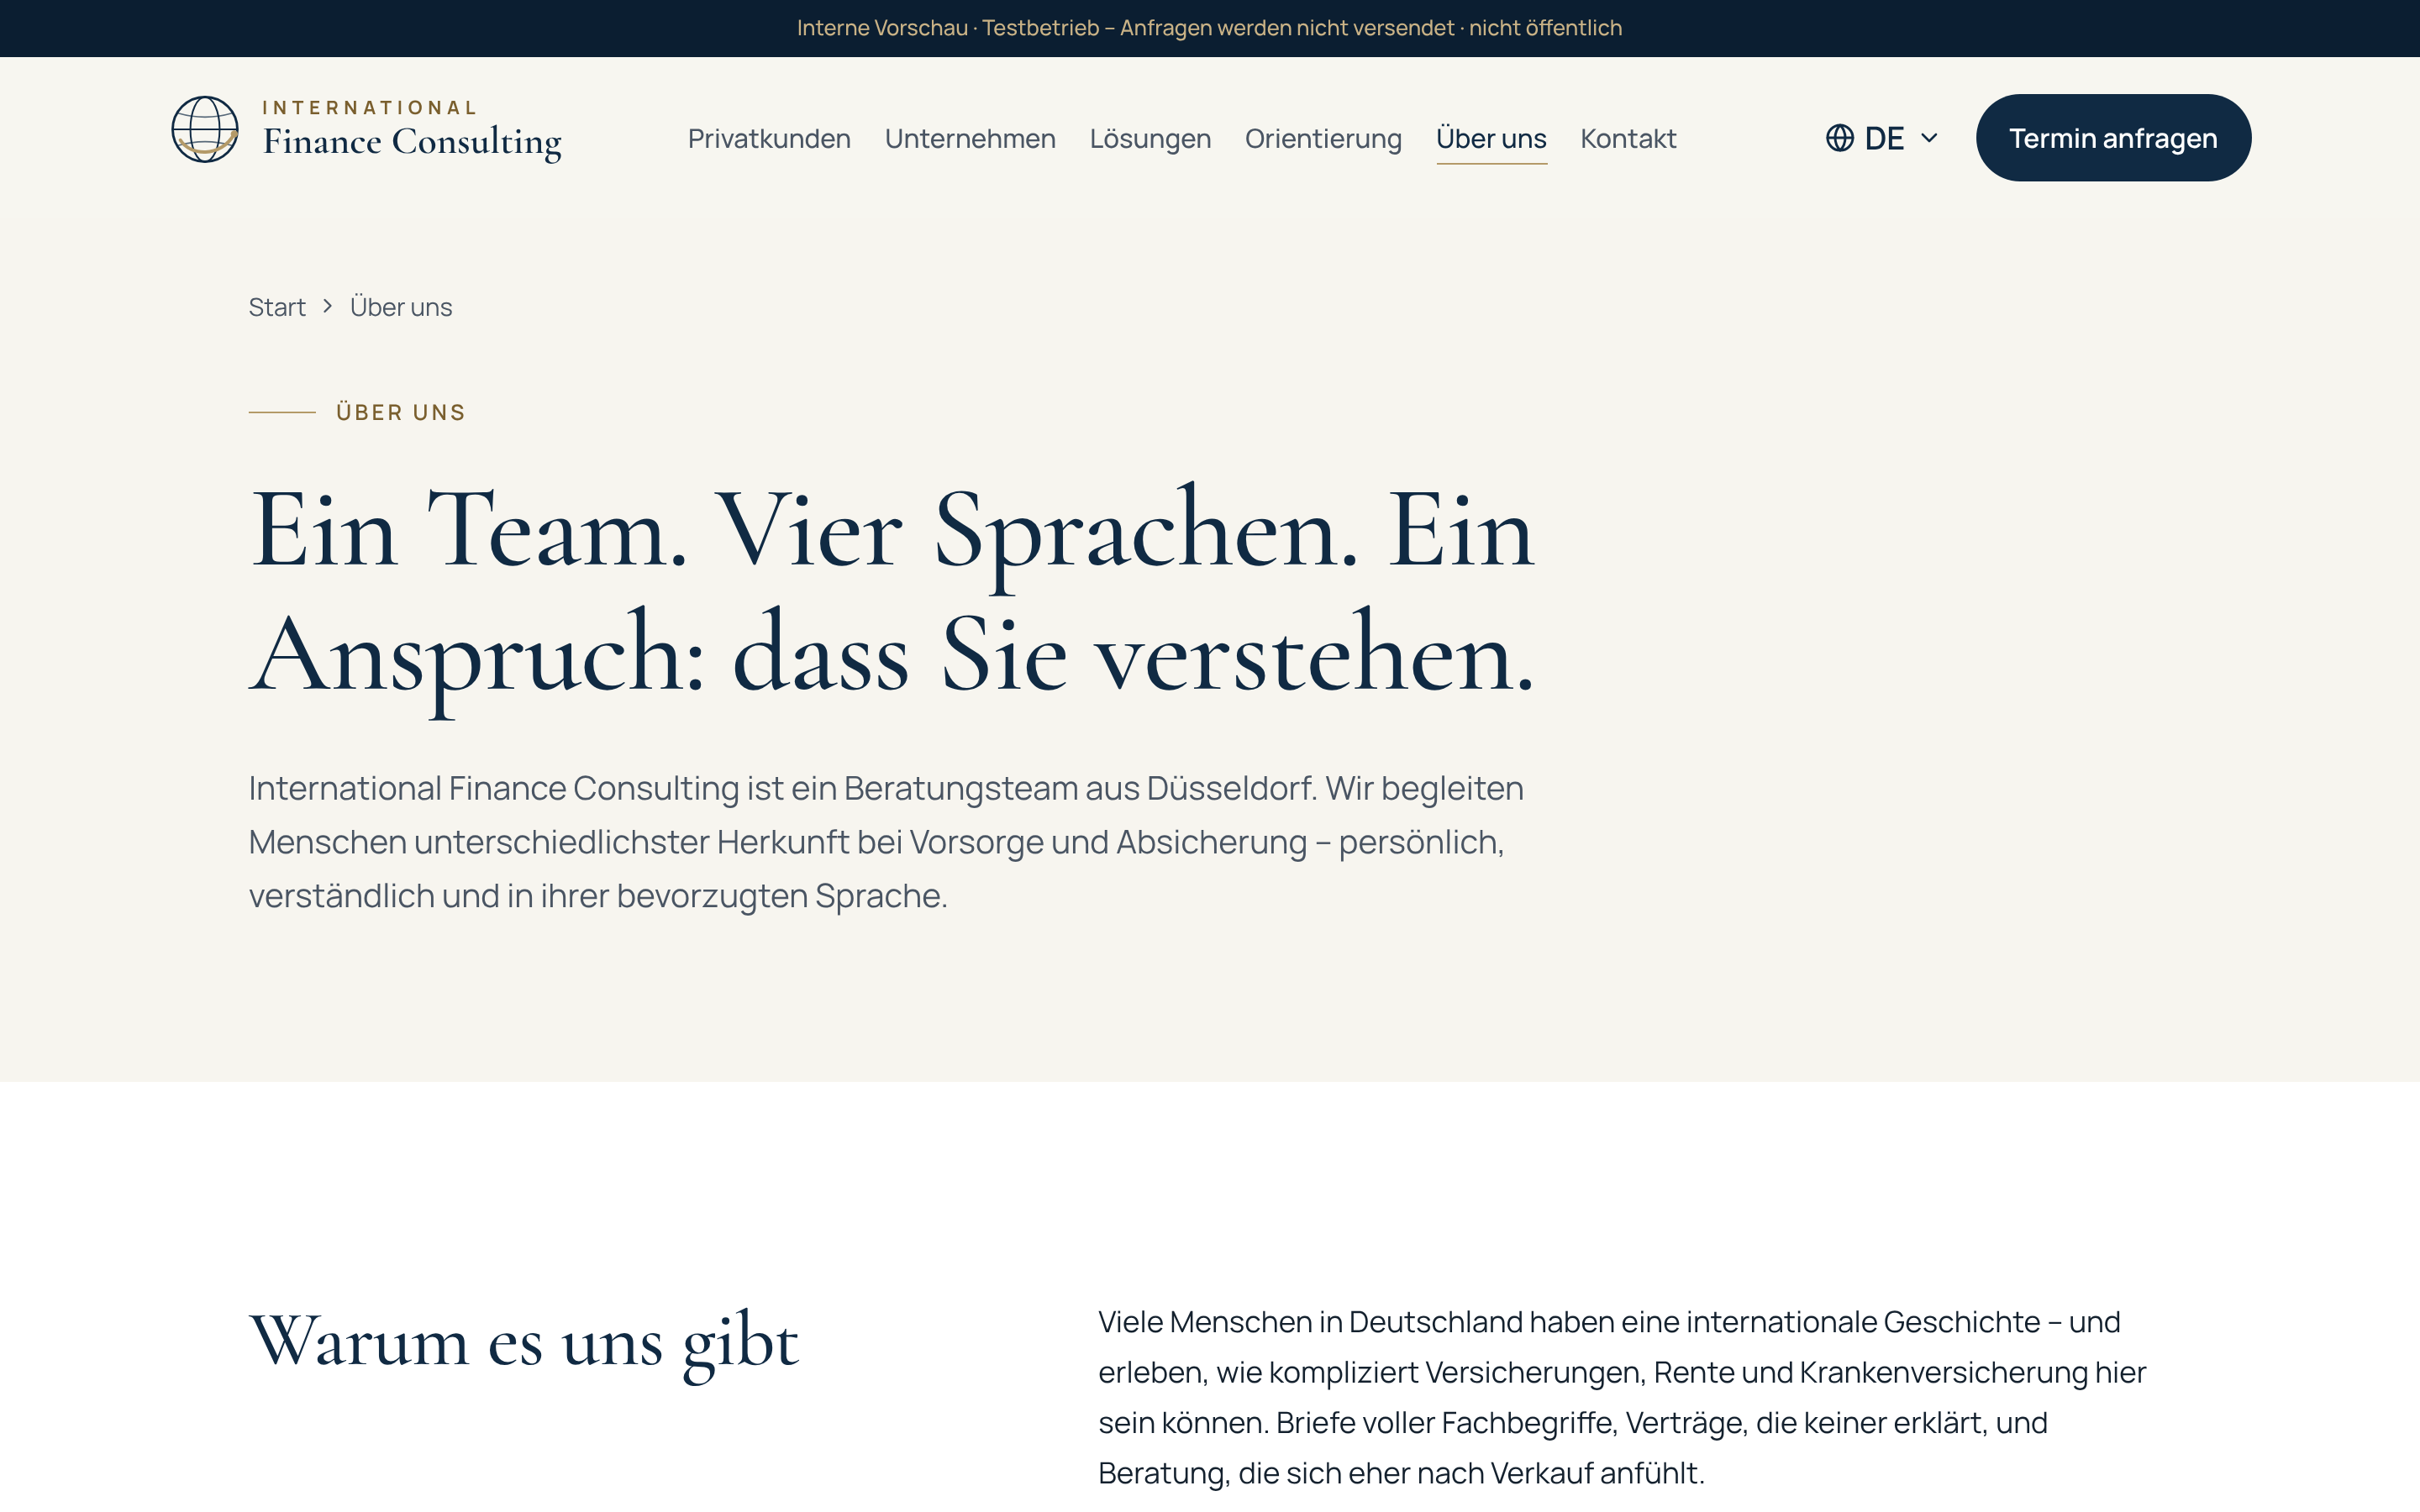 Interne Vorschau · Testbetrieb – Anfragen werden nicht versendet · nicht öffentlich
INTERNATIONAL
Finance Consulting
Privatkunden
Unternehmen
Lösungen
Orientierung
Über uns
Kontakt
DE
Termin anfragen
Start
Über uns
ÜBER UNS
Ein Team. Vier Sprachen. Ein
Anspruch: dass Sie verstehen.
International Finance Consulting ist ein Beratungsteam aus Düsseldorf. Wir begleiten
Menschen unterschiedlichster Herkunft bei Vorsorge und Absicherung – persönlich,
verständlich und in ihrer bevorzugten Sprache.
Warum es uns gibt
Viele Menschen in Deutschland haben eine internationale Geschichte – und
erleben, wie kompliziert Versicherungen, Rente und Krankenversicherung hier
sein können. Briefe voller Fachbegriffe, Verträge, die keiner erklärt, und
Beratung, die sich eher nach Verkauf anfühlt.